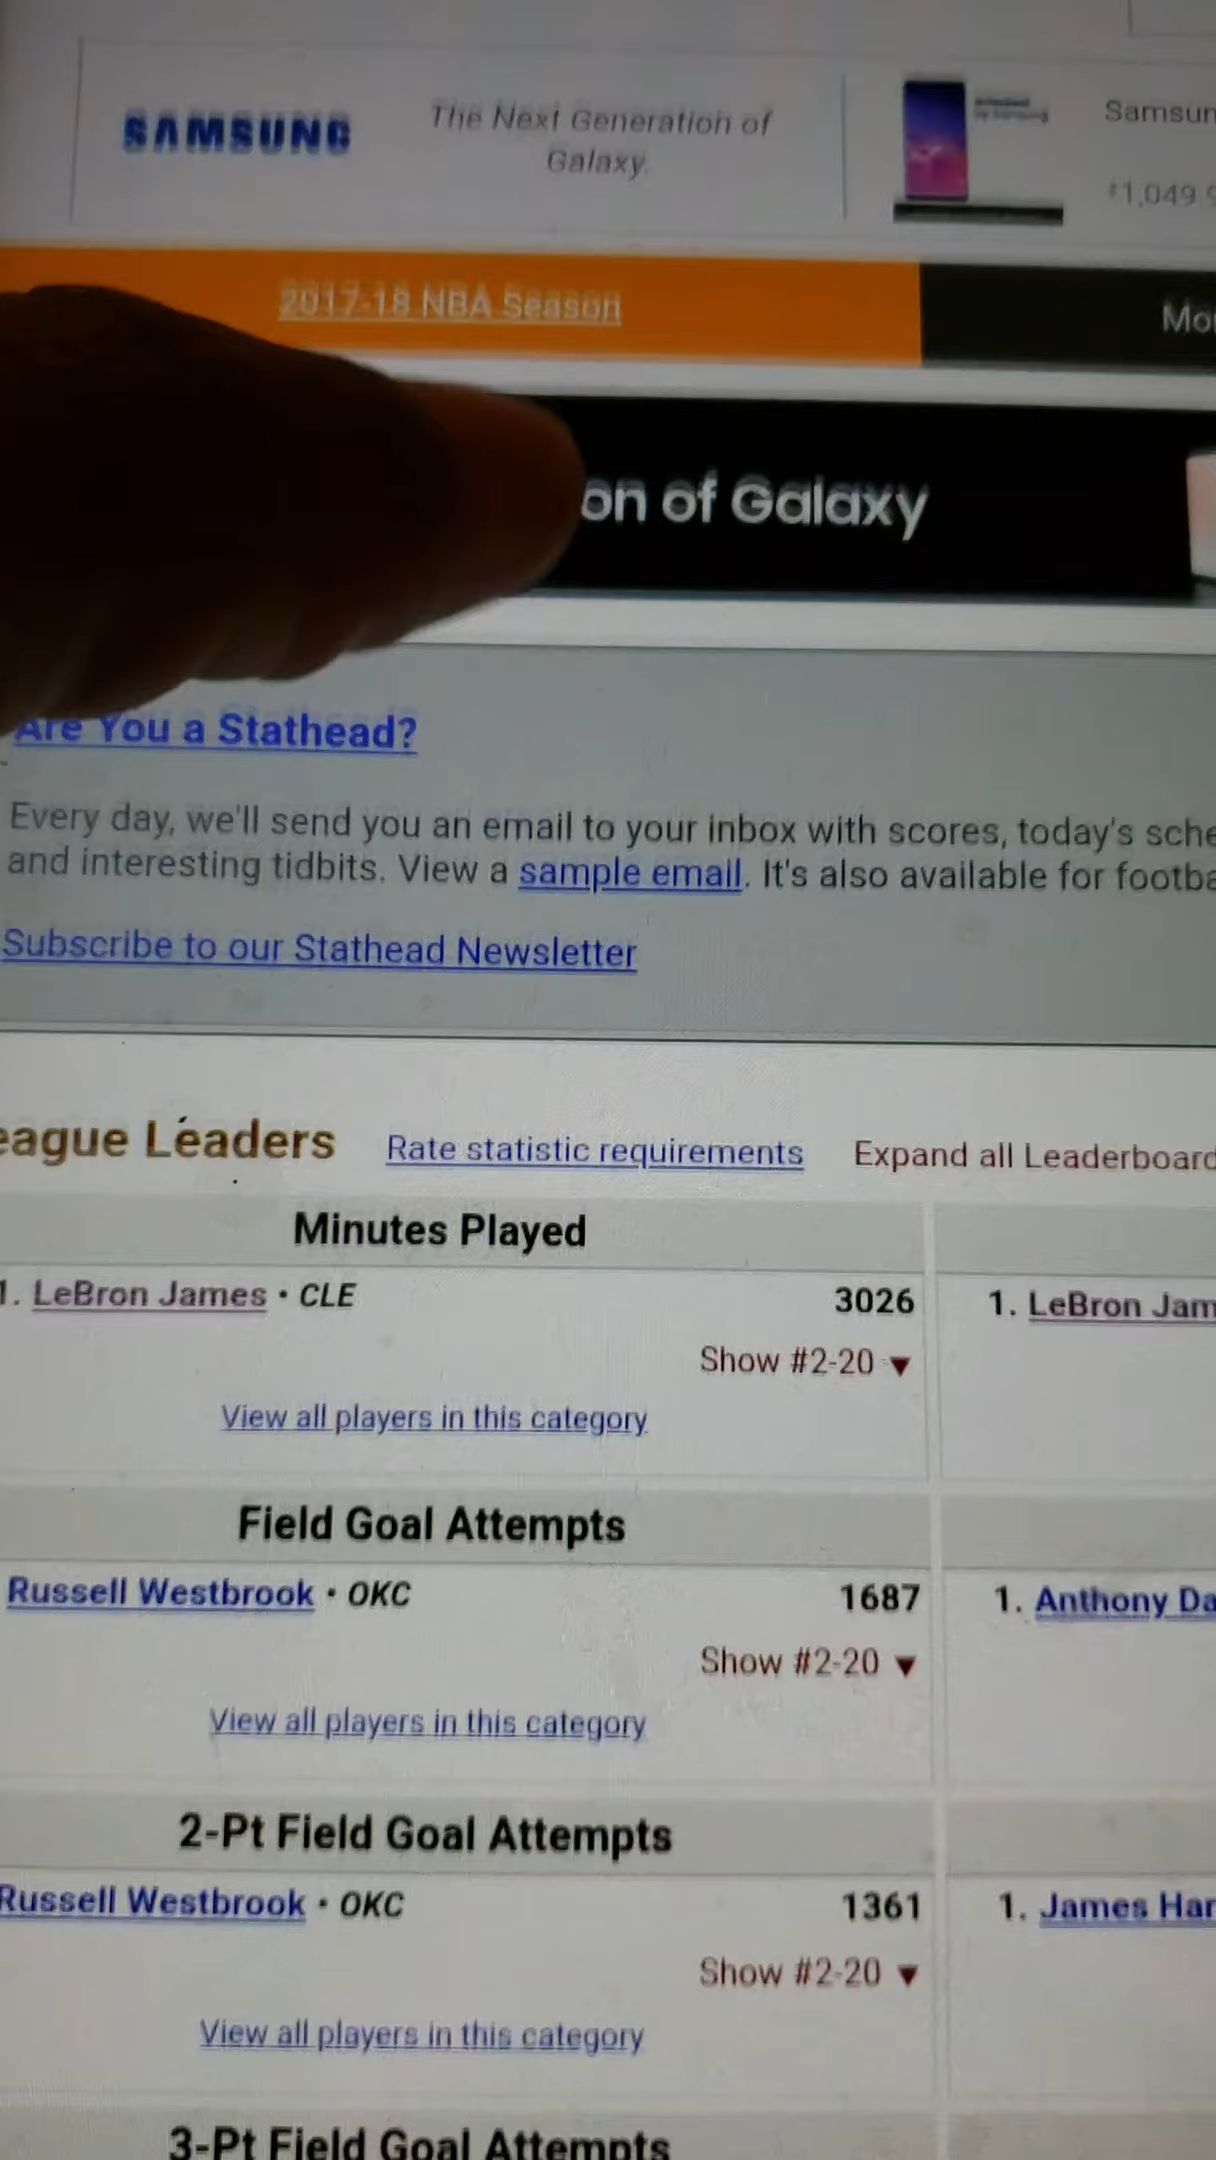 SAMSUNG
The Next Generation of
Galaxy.
2017-18 NBA Season
on of Galaxy
Are You a Stathead?
Every day, we'll send you an email to your inbox with scores, today's sche
and interesting tidbits. View a sample email. It's also available for footba
Subscribe to our Stathead Newsletter
eague Leaders Rate statistic requirements Expand all Leaderboard
Minutes Played
1. LeBron James • CLE 3026 1. LeBron Jam
Show #2-20 ▼
View all players in this category
Field Goal Attempts
Russell Westbrook • OKC 1687 1. Anthony Da
Show #2-20 ▼
View all players in this category
2-Pt Field Goal Attempts
Russell Westbrook • OKC 1361 1. James Har
Show #2-20 ▼
View all players in this category
3-Pt Field Goal Attempts